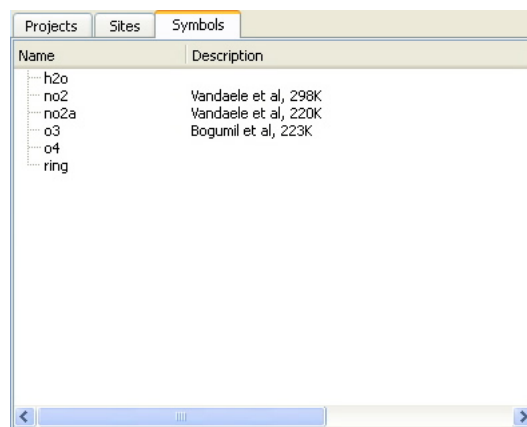 Projects Sites Symbols
Name Description
h2o
no2 Vandaele et al, 298K
no2a Vandaele et al, 220K
o3 Bogumil et al, 223K
o4
ring